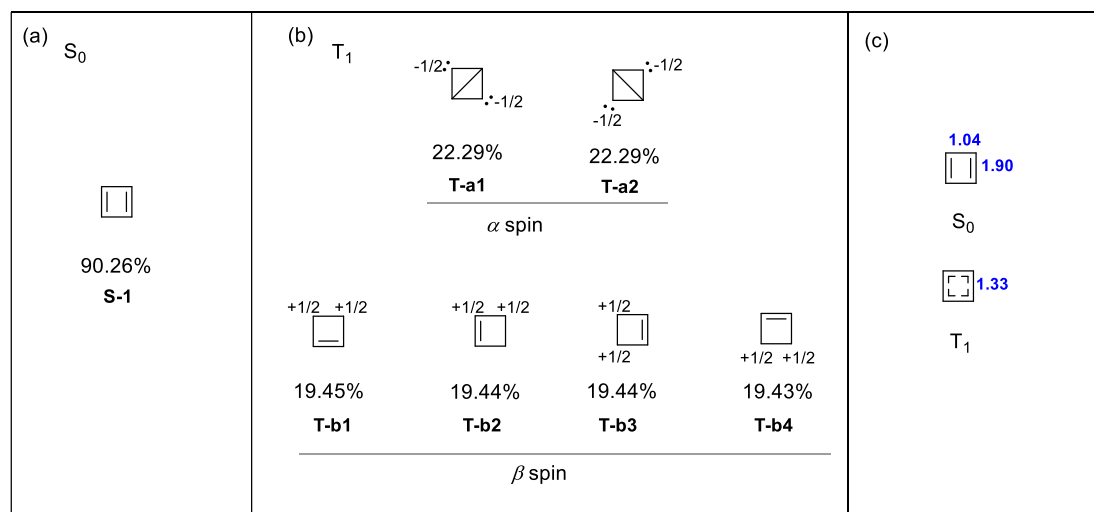 (a)
S₀
90.26%
S-1
(b)
T₁
-1/2
-1/2
22.29%
T-a1
-1/2
-1/2
22.29%
T-a2
α spin
+1/2 +1/2
19.45%
T-b1
+1/2 +1/2
19.44%
T-b2
+1/2
+1/2
19.44%
T-b3
+1/2 +1/2
19.43%
T-b4
β spin
(c)
1.04
1.90
S₀
1.33
T₁